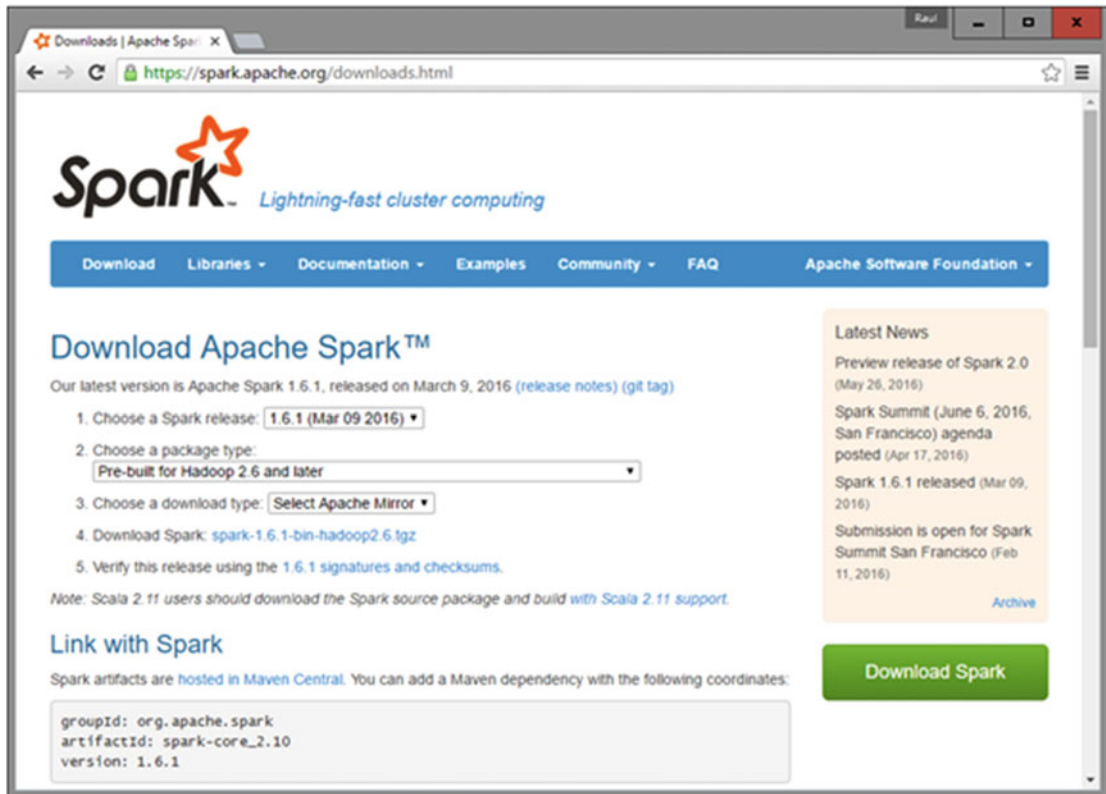 Raul
Downloads | Apache Spar
https://spark.apache.org/downloads.html
Spark™
Lightning-fast cluster computing
Download Libraries Documentation Examples Community FAQ Apache Software Foundation
Download Apache Spark™
Our latest version is Apache Spark 1.6.1, released on March 9, 2016 (release notes) (git tag)
1. Choose a Spark release: 1.6.1 (Mar 09 2016)
2. Choose a package type:
Pre-built for Hadoop 2.6 and later
3. Choose a download type: Select Apache Mirror
4. Download Spark: spark-1.6.1-bin-hadoop2.6.tgz
5. Verify this release using the 1.6.1 signatures and checksums.
Note: Scala 2.11 users should download the Spark source package and build with Scala 2.11 support.
Link with Spark
Spark artifacts are hosted in Maven Central. You can add a Maven dependency with the following coordinates:
groupId: org.apache.spark
artifactId: spark-core_2.10
version: 1.6.1
Latest News
Preview release of Spark 2.0
(May 26, 2016)
Spark Summit (June 6, 2016,
San Francisco) agenda
posted (Apr 17, 2016)
Spark 1.6.1 released (Mar 09,
2016)
Submission is open for Spark
Summit San Francisco (Feb
11, 2016)
Archive
Download Spark